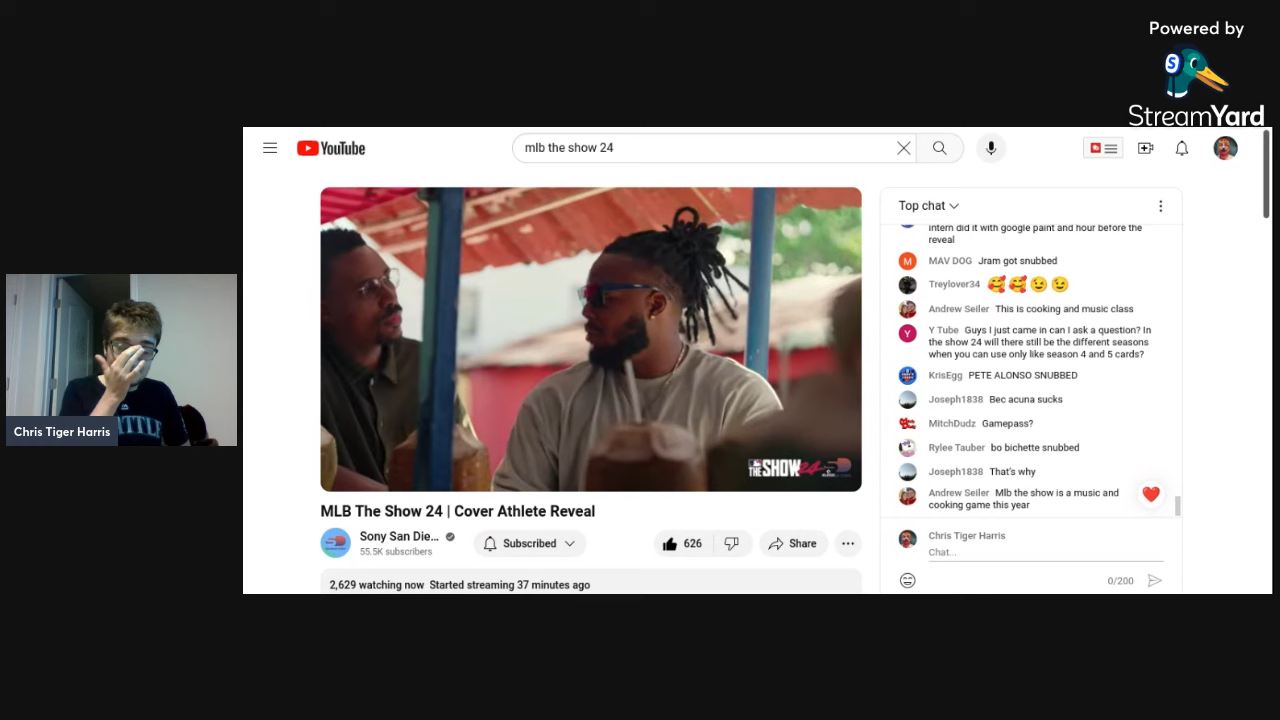 Powered by
StreamYard
YouTube
mlb the show 24
Top chat
intern did it with google paint and hour before the
reveal
M MAV DOG Jram got snubbed
Treylover34 🥰🥰😉😉
Andrew Seiler This is cooking and music class
Y Y Tube Guys I just came in can I ask a question? In
the show 24 will there still be the different seasons
when you can use only like season 4 and 5 cards?
KrisEgg PETE ALONSO SNUBBED
Joseph1838 Bec acuna sucks
MitchDudz Gamepass?
Rylee Tauber bo bichette snubbed
Joseph1838 That's why
Andrew Seiler Mlb the show is a music and
cooking game this year
Chris Tiger Harris
Chat...
0/200
THE SHOW 24
MLB The Show 24 | Cover Athlete Reveal
Sony San Die...
55.5K subscribers
Subscribed
626
Share
2,629 watching now Started streaming 37 minutes ago
Chris Tiger Harris